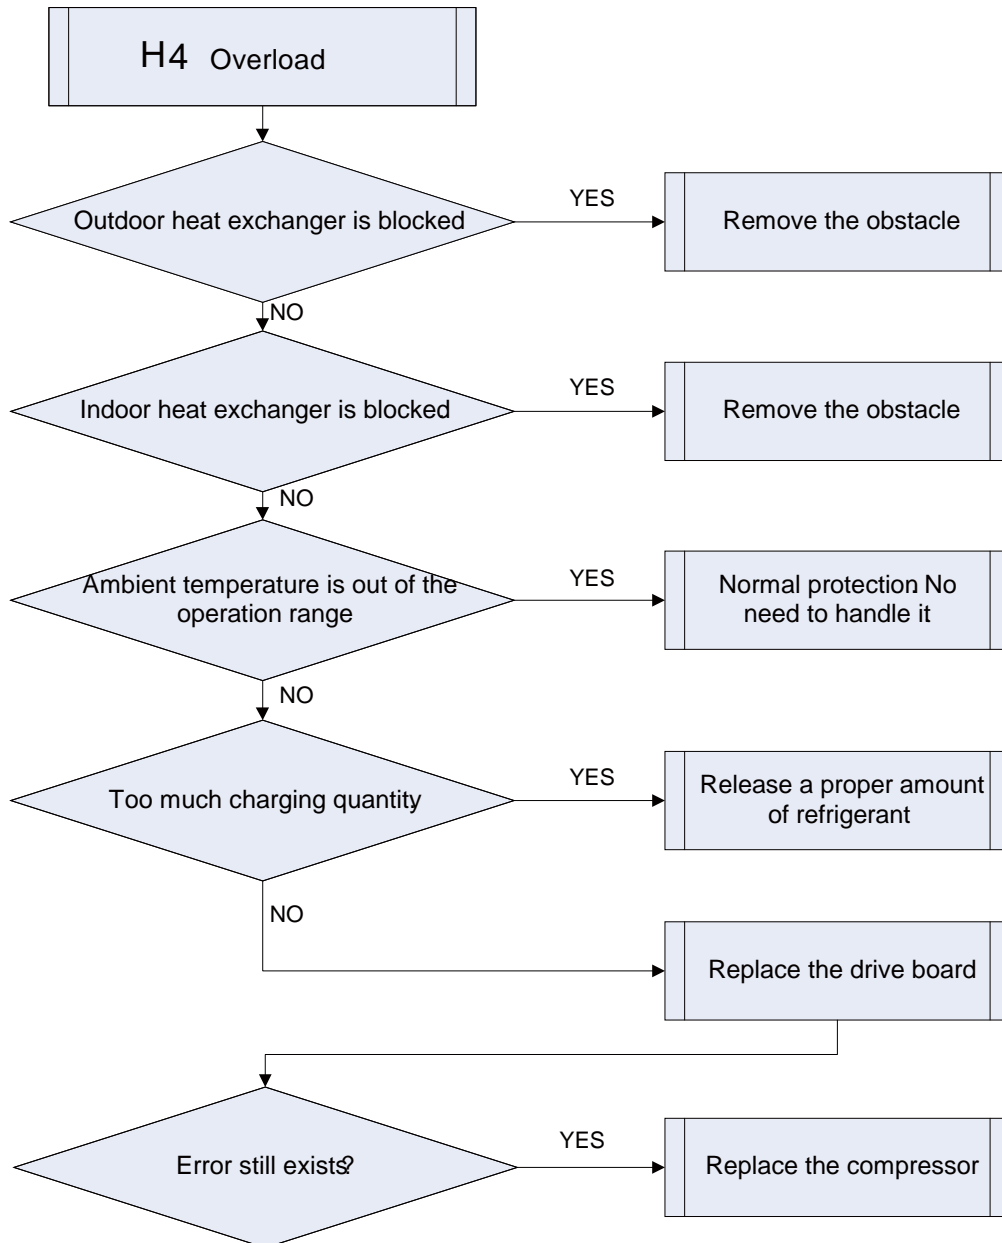 H4 Overload
Outdoor heat exchanger is blocked
YES
Remove the obstacle
NO
Indoor heat exchanger is blocked
YES
Remove the obstacle
NO
Ambient temperature is out of the
operation range
YES
Normal protection. No
need to handle it.
NO
Too much charging quantity
YES
Release a proper amount
of refrigerant
NO
Replace the drive board
Error still exists?
YES
Replace the compressor